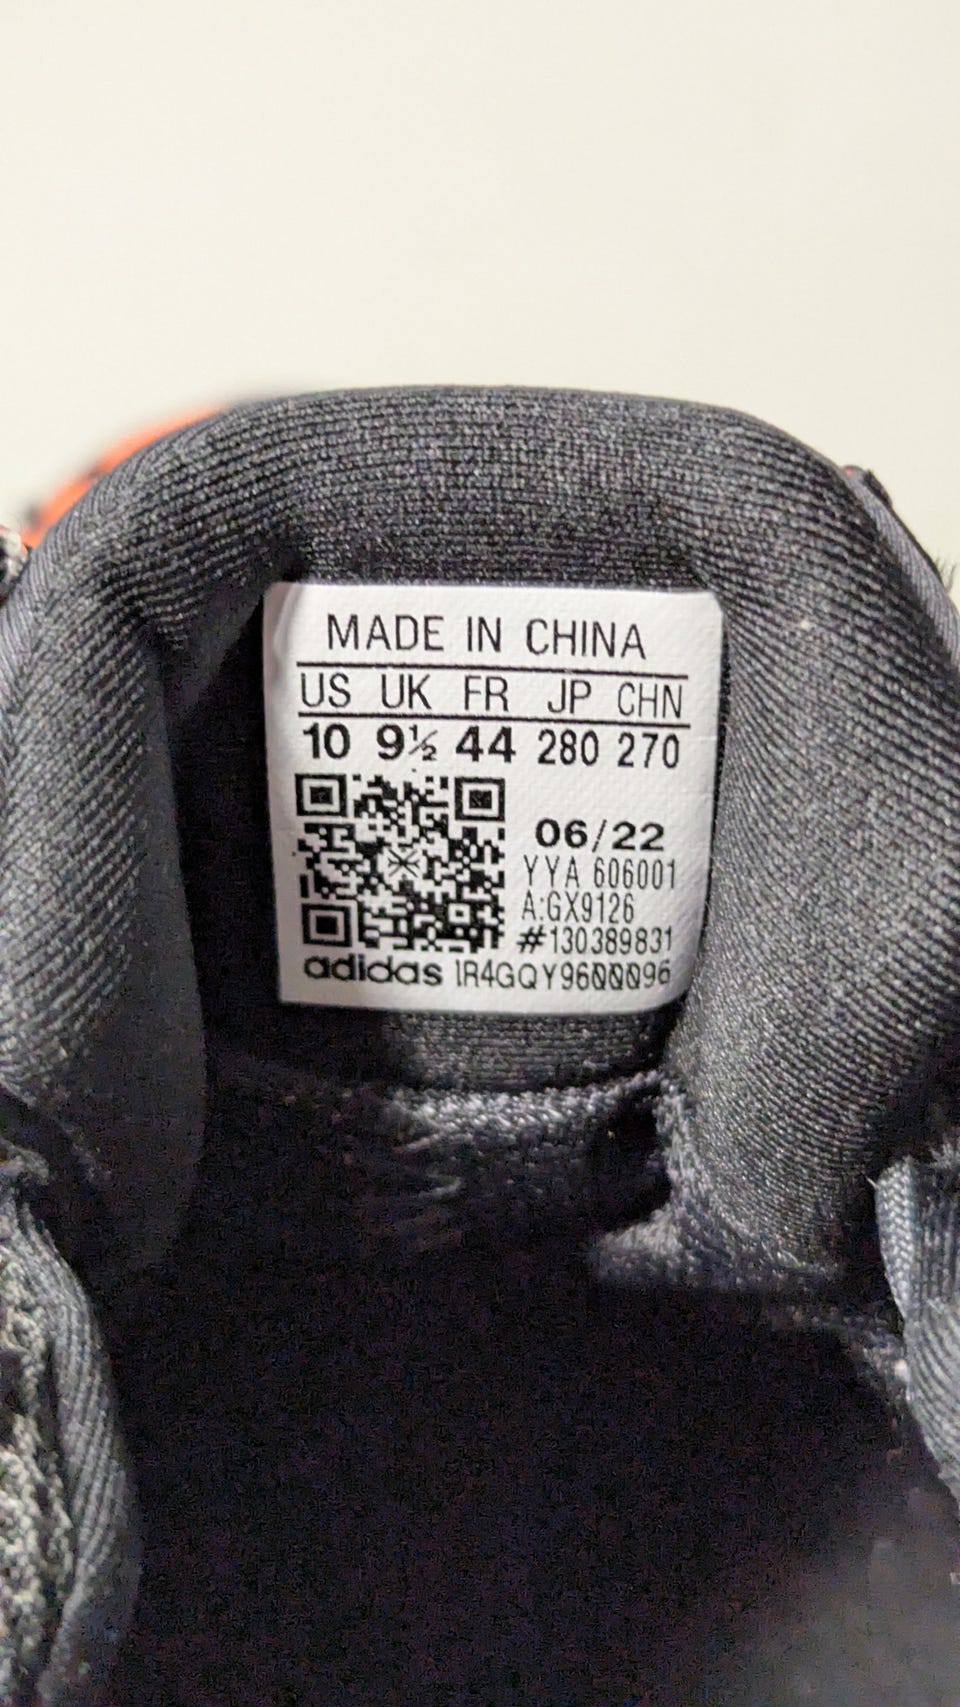 MADE IN CHINA
US UK FR JP CHN
10 9½ 44 280 270
06/22
YYA 606001
A:GX9126
#130389831
adidas 1R4GQY9600096